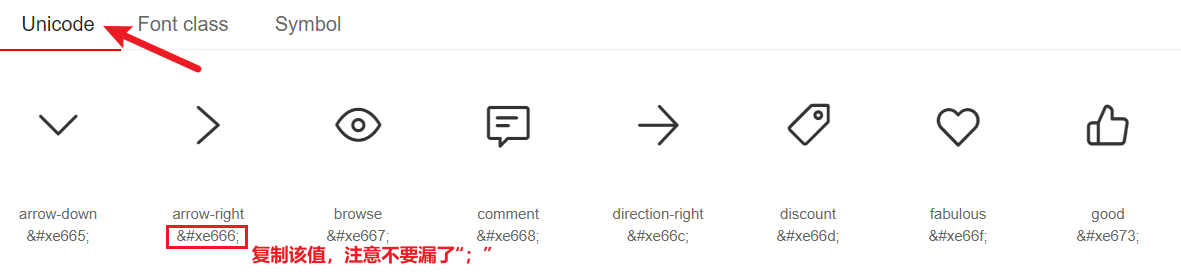 Unicode Font class Symbol
arrow-down arrow-right browse comment direction-right discount fabulous good
&#xe665; &#xe666; &#xe667; &#xe668; &#xe66c; &#xe66d; &#xe66f; &#xe673;
复制该值，注意不要漏了“；”